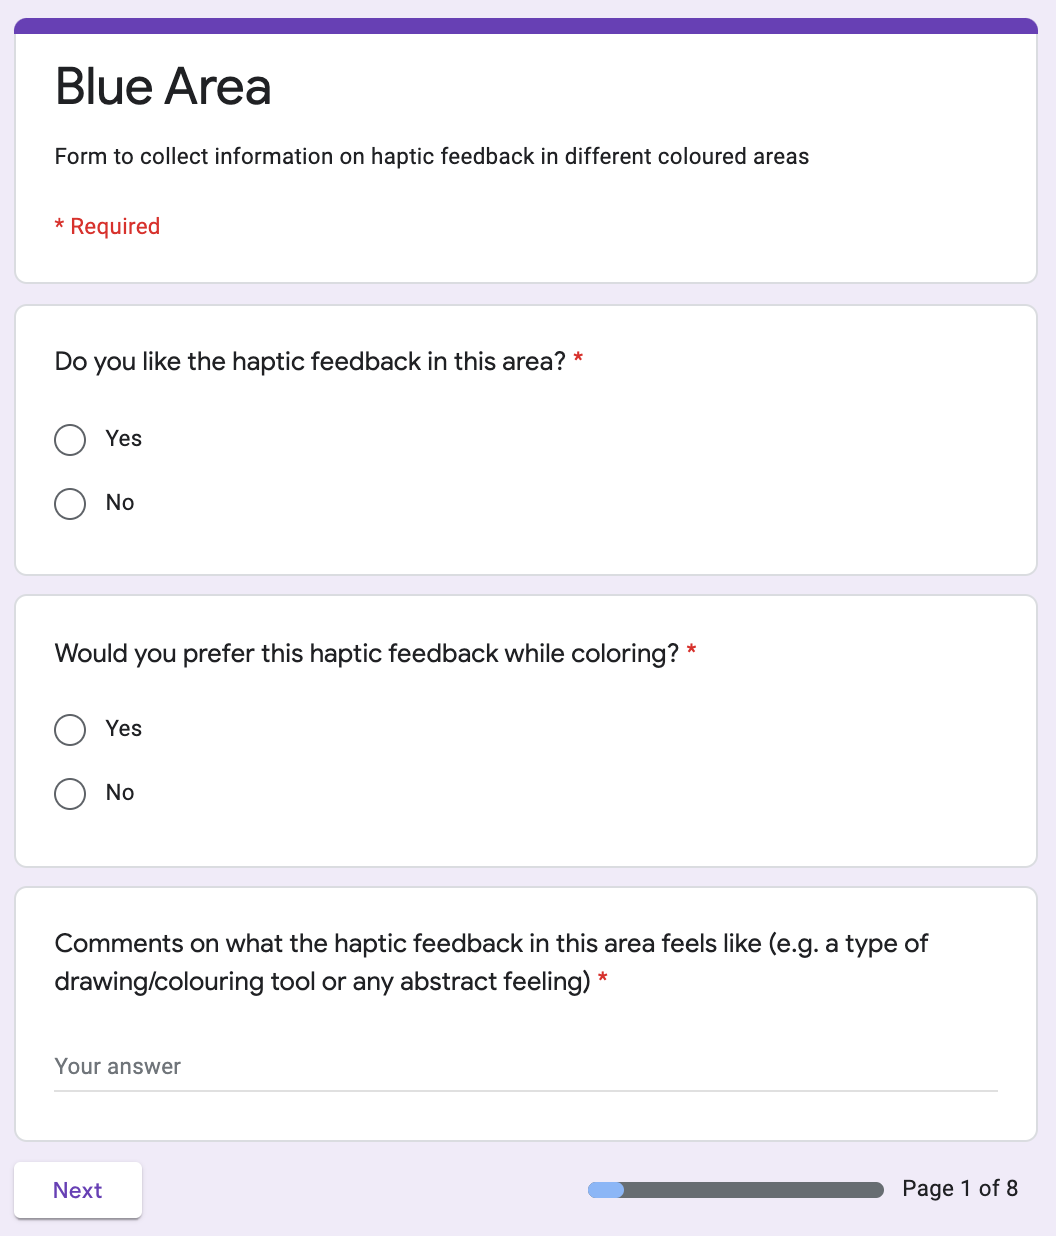 Blue Area
Form to collect information on haptic feedback in different coloured areas
* Required
Do you like the haptic feedback in this area? *
Yes
No
Would you prefer this haptic feedback while coloring? *
Yes
No
Comments on what the haptic feedback in this area feels like (e.g. a type of
drawing/colouring tool or any abstract feeling) *
Your answer
Next
Page 1 of 8